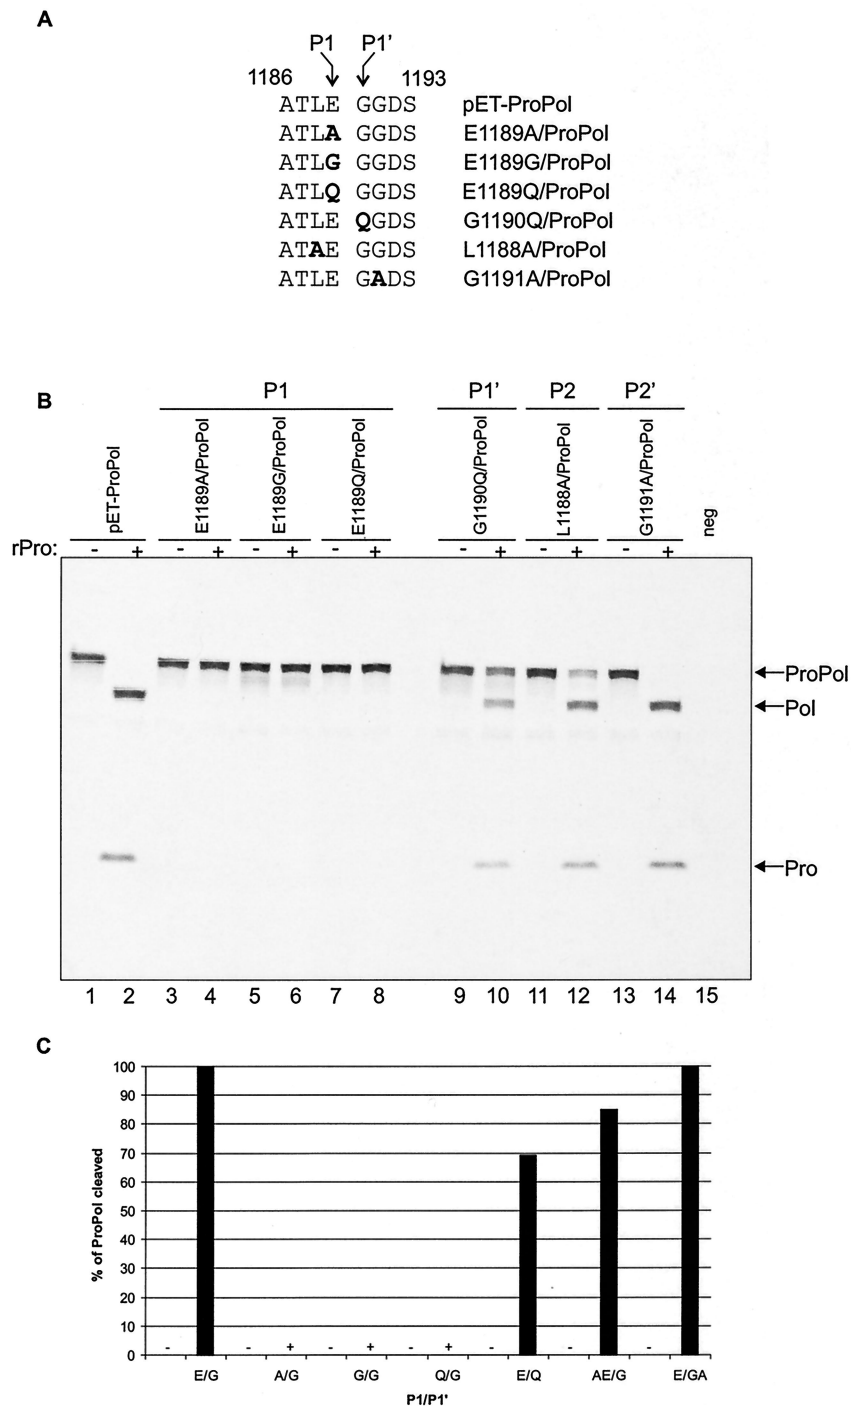 A
P1 P1'
1186 1193
ATLE GGDS pET-ProPol
ATLA GGDS E1189A/ProPol
ATLG GGDS E1189G/ProPol
ATLQ GGDS E1189Q/ProPol
ATLE QGDS G1190Q/ProPol
ATAE GGDS L1188A/ProPol
ATLE GADS G1191A/ProPol
B
P1 P1' P2 P2'
pET-ProPol E1189A/ProPol E1189G/ProPol E1189Q/ProPol G1190Q/ProPol L1188A/ProPol G1191A/ProPol neg
rPro: - + - + - + - + - + - + - +
ProPol
Pol
Pro
1 2 3 4 5 6 7 8 9 10 11 12 13 14 15
C
% of ProPol cleaved
100
90
80
70
60
50
40
30
20
10
0
- - + - + - + - - -
E/G A/G G/G Q/G E/Q AE/G E/GA
P1/P1'